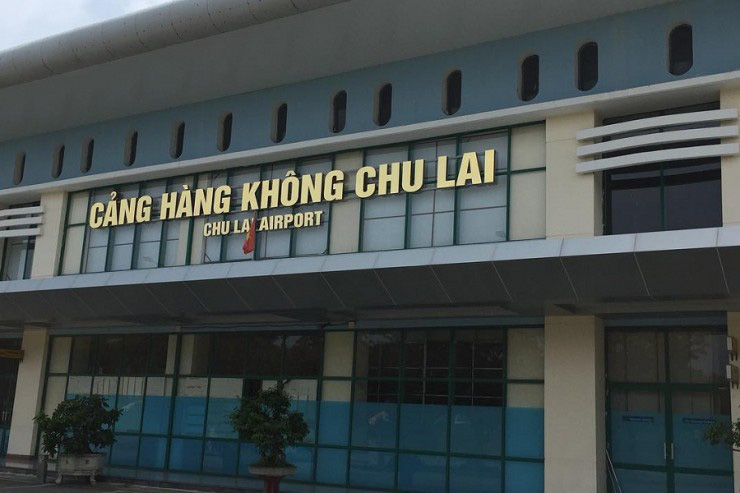 CẢNG HÀNG KHÔNG CHU LAI
CHU LAI AIRPORT